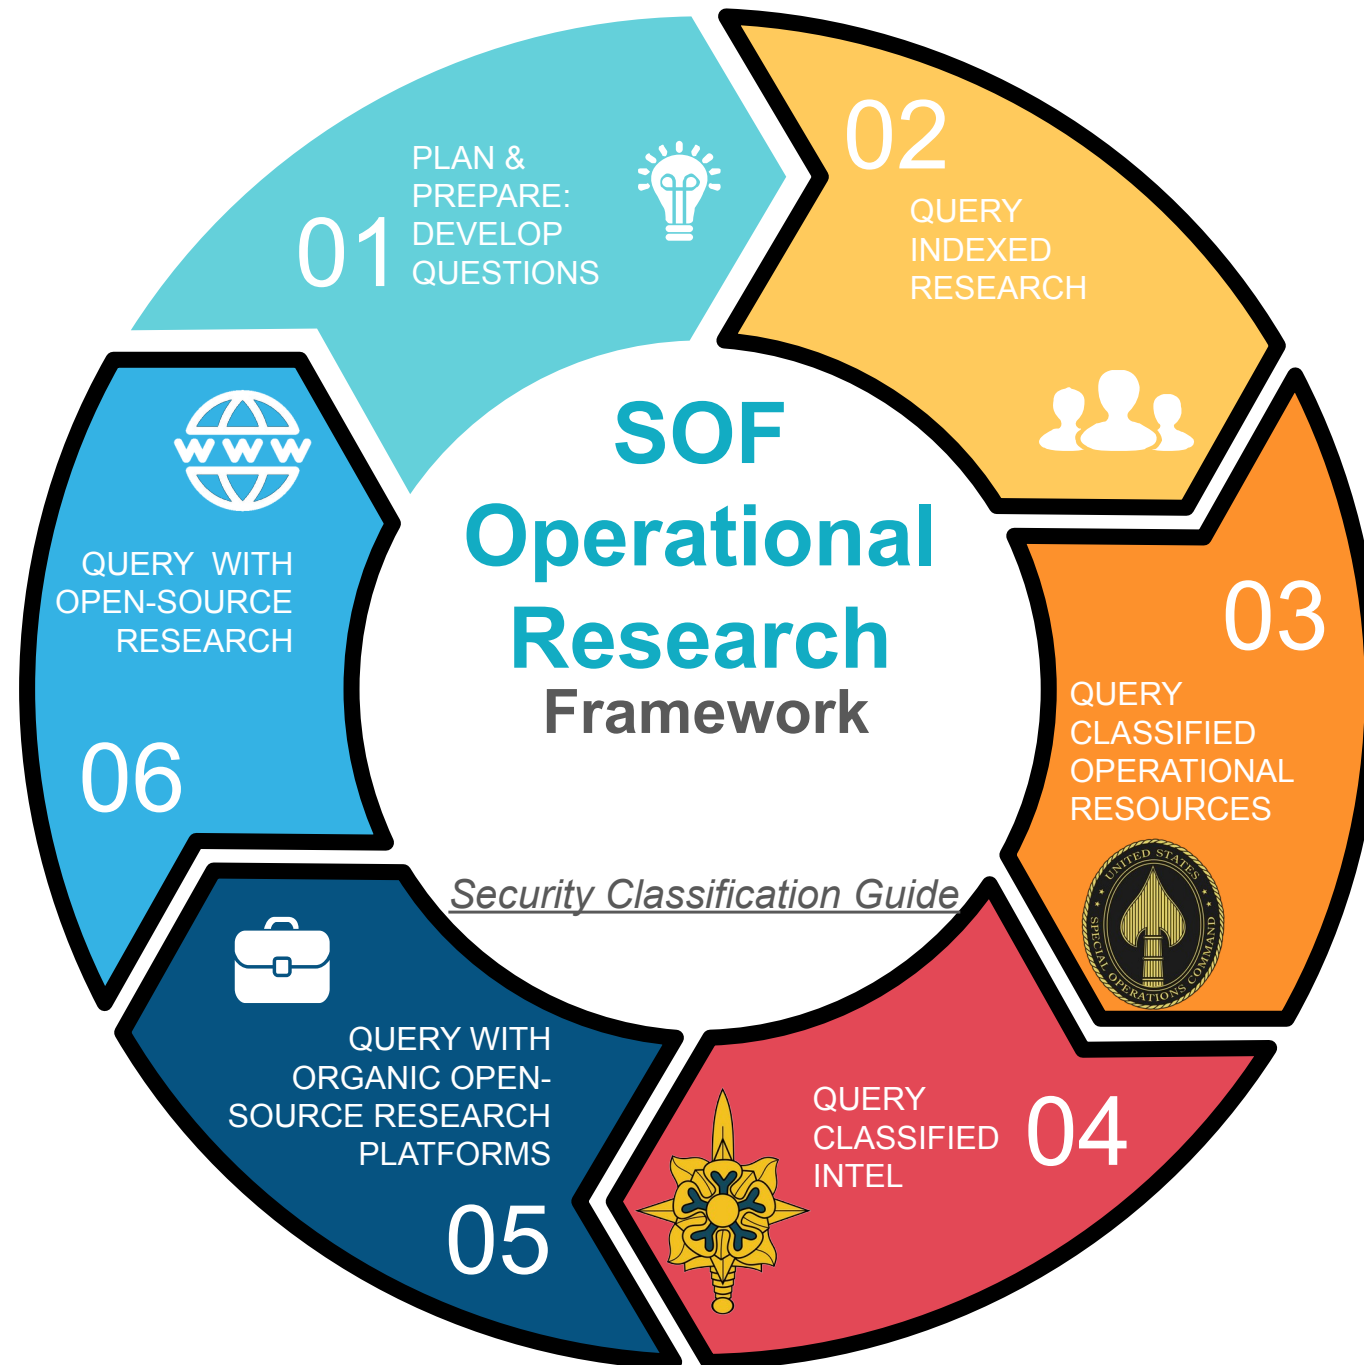 01
PLAN &
PREPARE:
DEVELOP
QUESTIONS
02
QUERY
INDEXED
RESEARCH
03
QUERY
CLASSIFIED
OPERATIONAL
RESOURCES
UNITED STATES
SPECIAL OPERATIONS COMMAND
04
QUERY
CLASSIFIED
INTEL
QUERY WITH
ORGANIC OPEN-
SOURCE RESEARCH
PLATFORMS
05
WWW
QUERY  WITH
OPEN-SOURCE
RESEARCH
06
SOF
Operational
Research
Framework
Security Classification Guide